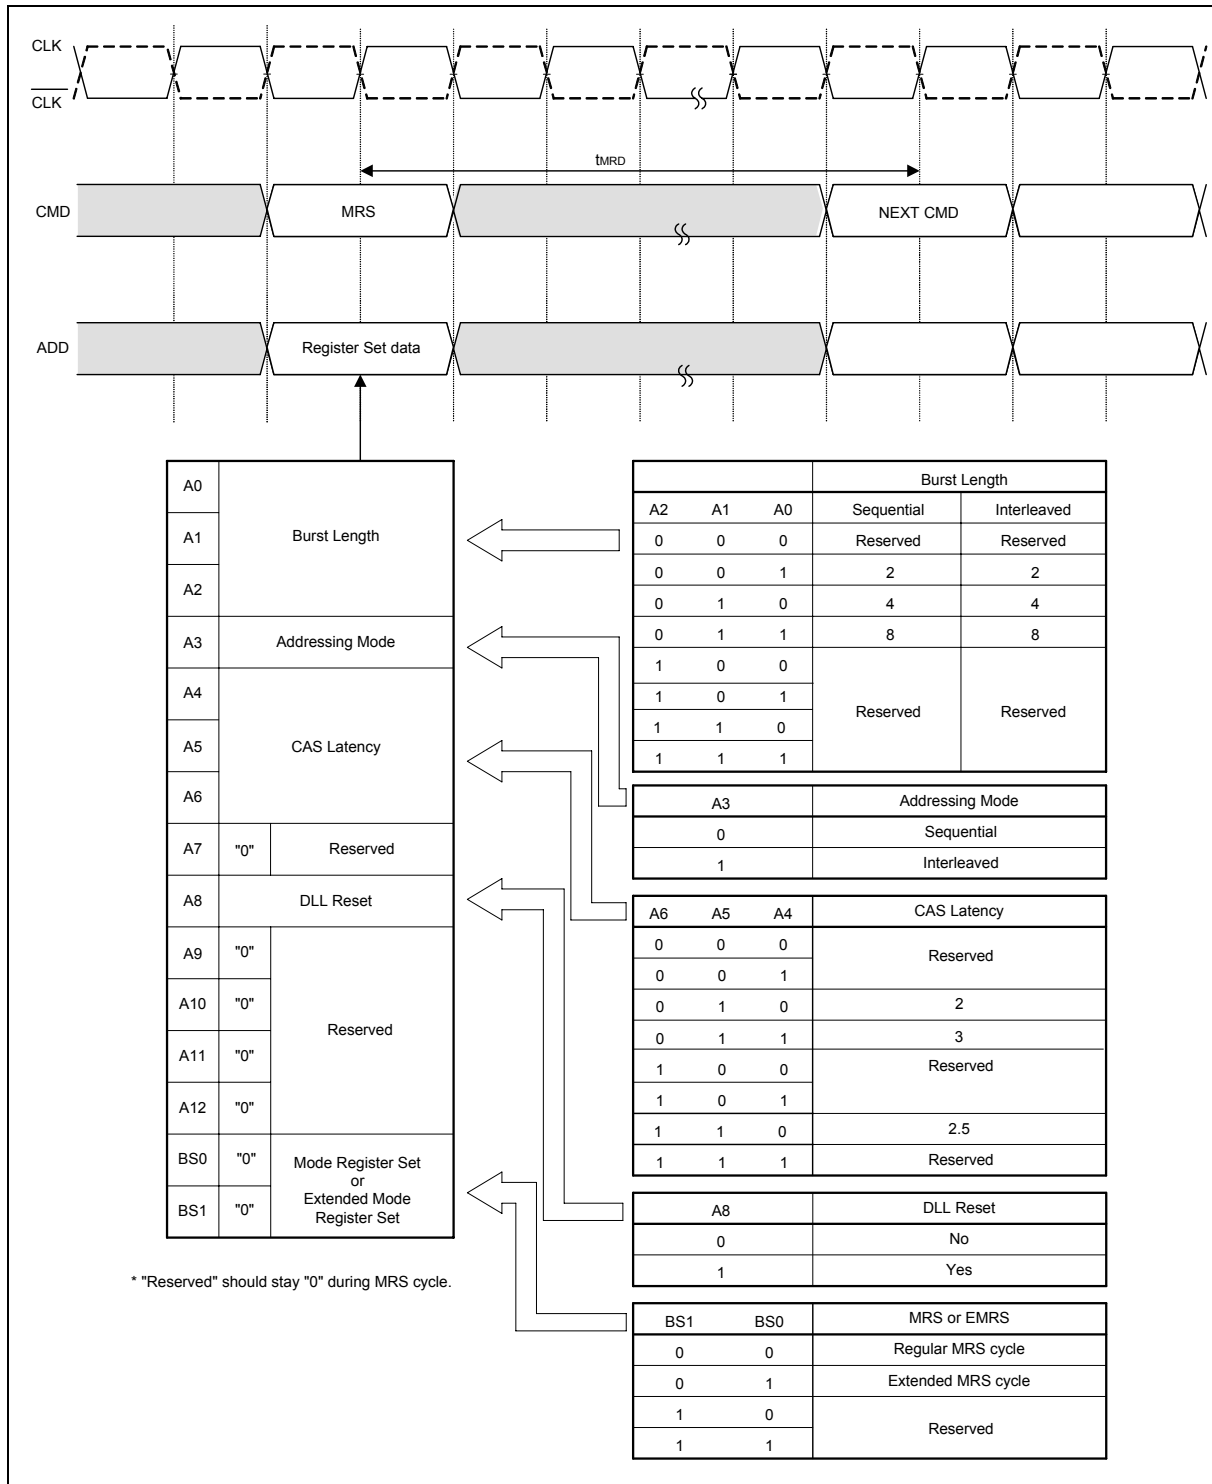 CLK
CLK
tMRD
CMD
MRS
NEXT CMD
ADD
Register Set data
A0
A1
A2
Burst Length
A3
Addressing Mode
A4
A5
A6
CAS Latency
A7 "0" Reserved
A8 DLL Reset
A9 "0"
A10 "0"
A11 "0"
A12 "0"
Reserved
BS0 "0"
BS1 "0"
Mode Register Set
or
Extended Mode
Register Set
* "Reserved" should stay "0" during MRS cycle.
Burst Length
A2 A1 A0 Sequential Interleaved
0 0 0 Reserved Reserved
0 0 1 2 2
0 1 0 4 4
0 1 1 8 8
1 0 0
1 0 1
Reserved Reserved
1 1 0
1 1 1
A3 Addressing Mode
0 Sequential
1 Interleaved
A6 A5 A4 CAS Latency
0 0 0
Reserved
0 0 1
0 1 0 2
0 1 1 3
1 0 0 Reserved
1 0 1
1 1 0 2.5
1 1 1 Reserved
A8 DLL Reset
0 No
1 Yes
BS1 BS0 MRS or EMRS
0 0 Regular MRS cycle
0 1 Extended MRS cycle
1 0
Reserved
1 1